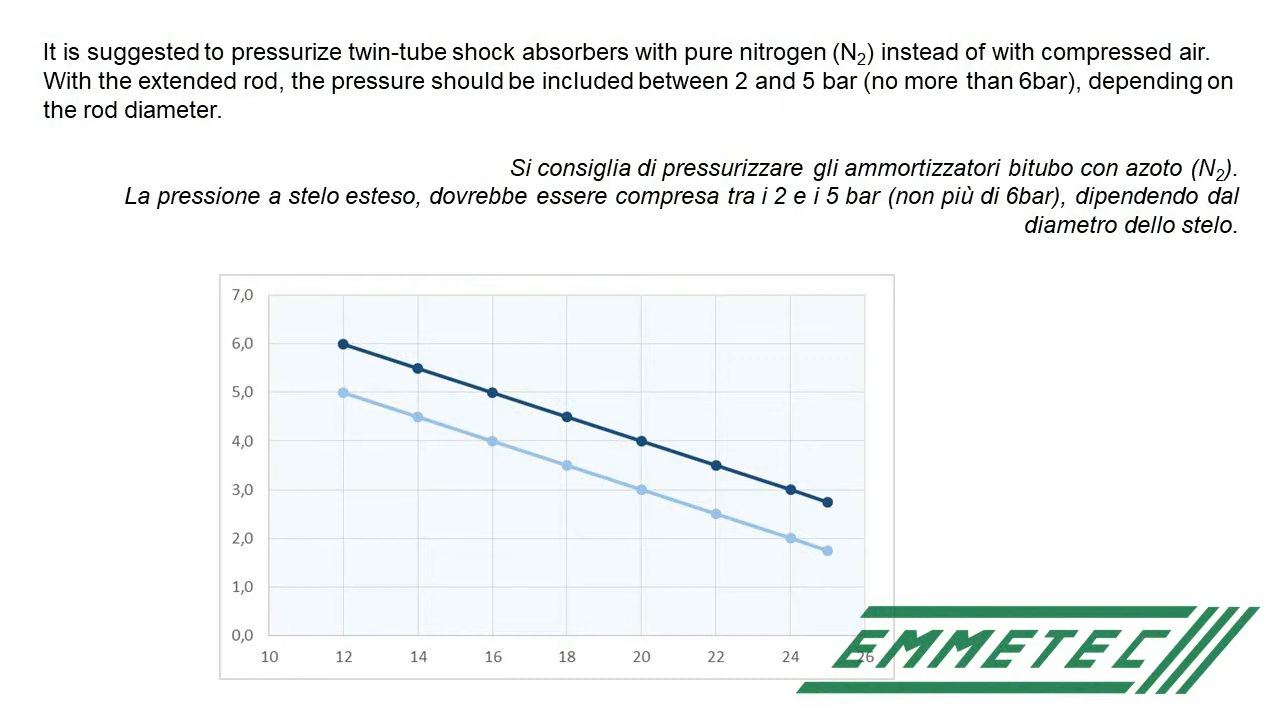 It is suggested to pressurize twin-tube shock absorbers with pure nitrogen (N₂) instead of with compressed air.
With the extended rod, the pressure should be included between 2 and 5 bar (no more than 6bar), depending on
the rod diameter.
Si consiglia di pressurizzare gli ammortizzatori bitubo con azoto (N₂).
La pressione a stelo esteso, dovrebbe essere compresa tra i 2 e i 5 bar (non più di 6bar), dipendendo dal
diametro dello stelo.
7,0
6,0
5,0
4,0
3,0
2,0
1,0
0,0
10 12 14 16 18 20 22 24 26
EMMETEC